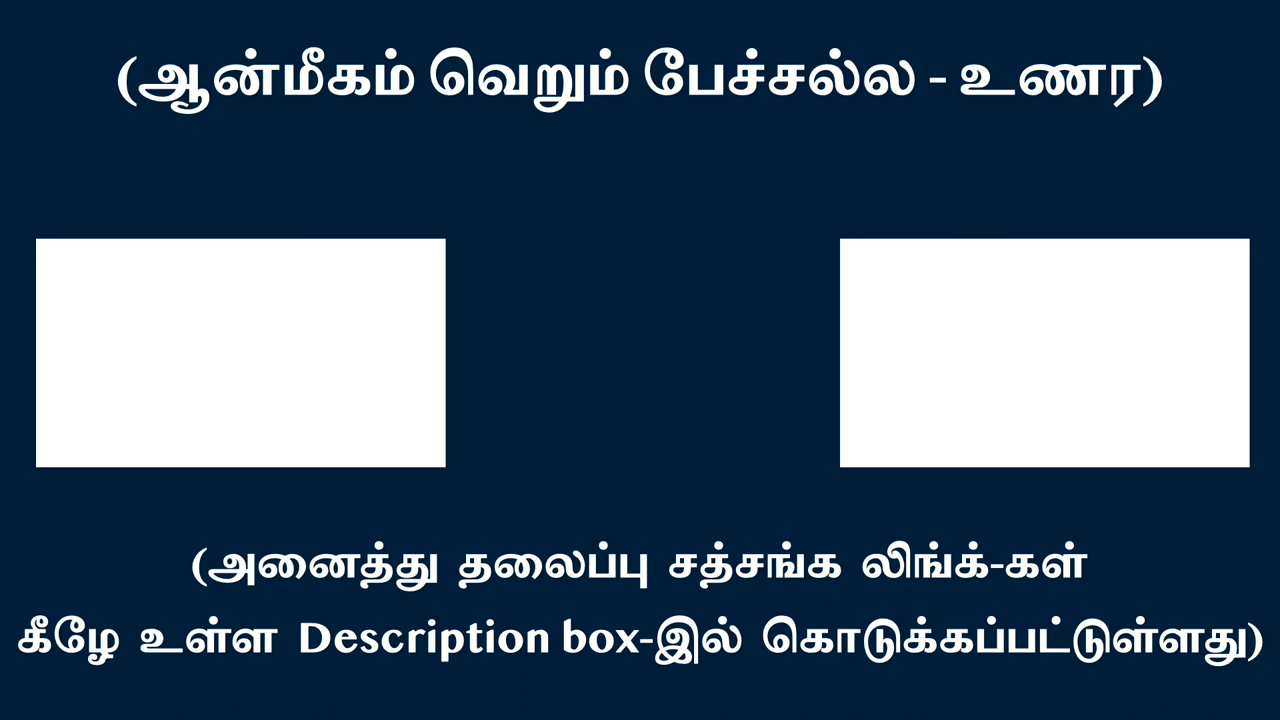 (ஆன்மீகம் வெறும் பேச்சல்ல - உணர)
(அனைத்து தலைப்பு சத்சங்க லிங்க்-கள்
கீழே உள்ள Description box-இல் கொடுக்கப்பட்டுள்ளது)